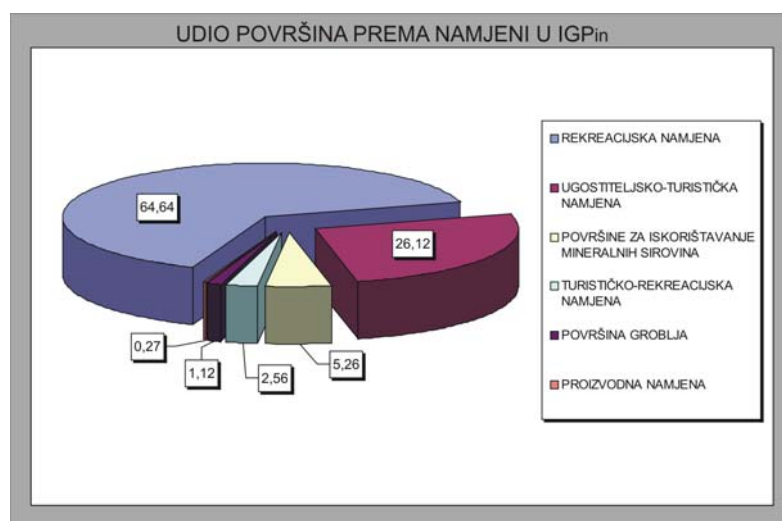 UDIO POVRŠINA PREMA NAMJENI U IGPin
64,64
26,12
0,27
1,12
2,56
5,26
REKREACIJSKA NAMJENA
UGOSTITELJSKO-TURISTIČKA
NAMJENA
POVRŠINE ZA ISKORIŠTAVANJE
MINERALNIH SIROVINA
TURISTIČKO-REKREACIJSKA
NAMJENA
POVRŠINA GROBLJA
PROIZVODNA NAMJENA